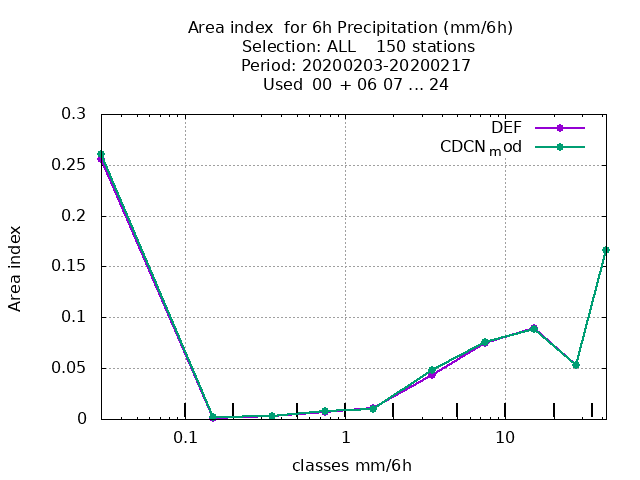 Area index  for 6h Precipitation (mm/6h)
Selection: ALL    150 stations
Period: 20200203-20200217
Used  00 + 06 07 ... 24
DEF
CDCNmod
0.3
0.25
0.2
0.15
0.1
0.05
0
Area index
0.1 1 10
classes mm/6h